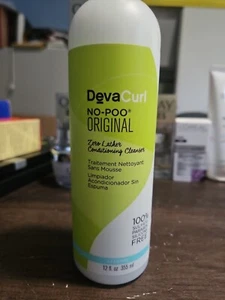 DevaCurl
NO-POO®
ORIGINAL
Zero Lather
Conditioning Cleanser
Traitement Nettoyant
Sans Mousse
Limpiador
Acondicionador Sin
Espuma
100%
FREE
12 fl oz 355 ml